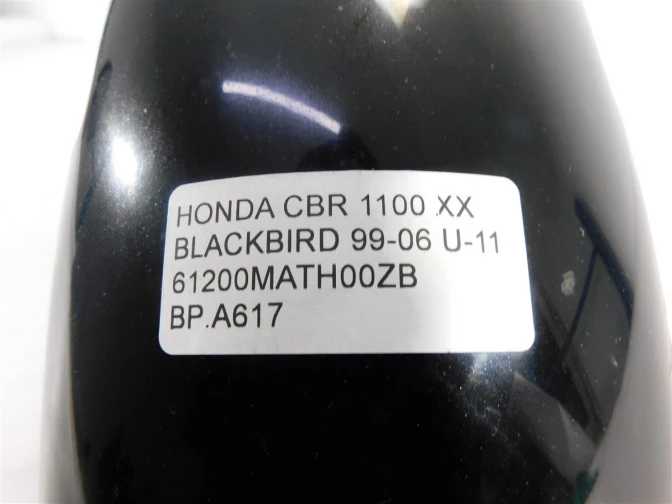 HONDA CBR 1100 XX
BLACKBIRD 99-06 U-11
61200MATH00ZB
BP.A617